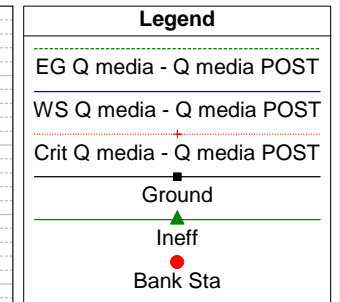 Legend
EG Q media - Q media POST
WS Q media - Q media POST
Crit Q media - Q media POST
Ground
Ineff
Bank Sta